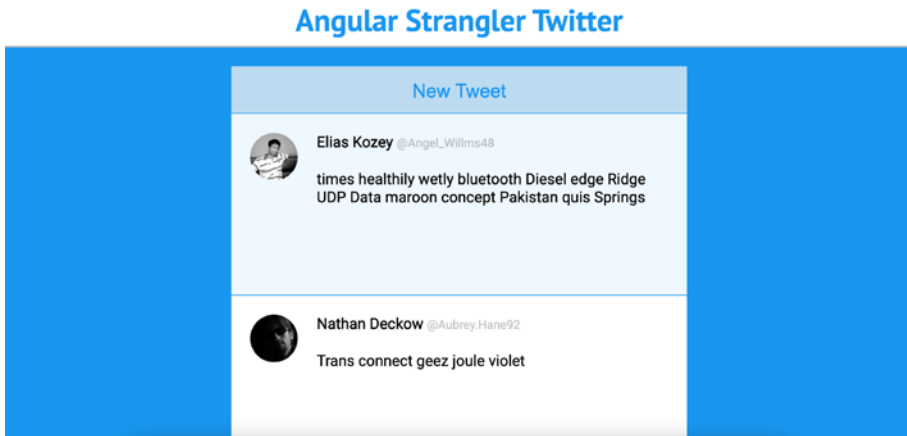 Angular Strangler Twitter
New Tweet
Elias Kozey @Angel_Willms48
times healthily wetly bluetooth Diesel edge Ridge
UDP Data maroon concept Pakistan quis Springs
Nathan Deckow @Aubrey.Hane92
Trans connect geez joule violet